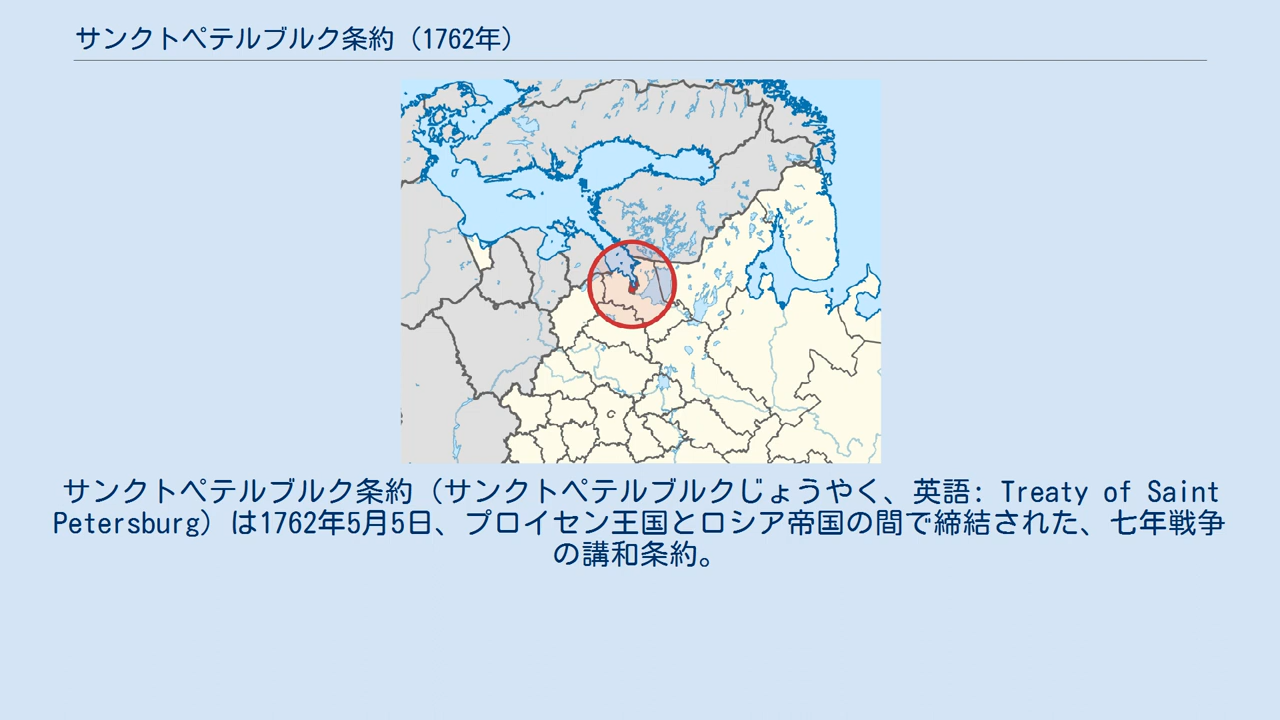 サンクトペテルブルク条約（1762年）
サンクトペテルブルク条約（サンクトペテルブルクじょうやく、英語: Treaty of Saint
Petersburg）は1762年5月5日、プロイセン王国とロシア帝国の間で締結された、七年戦争
の講和条約。